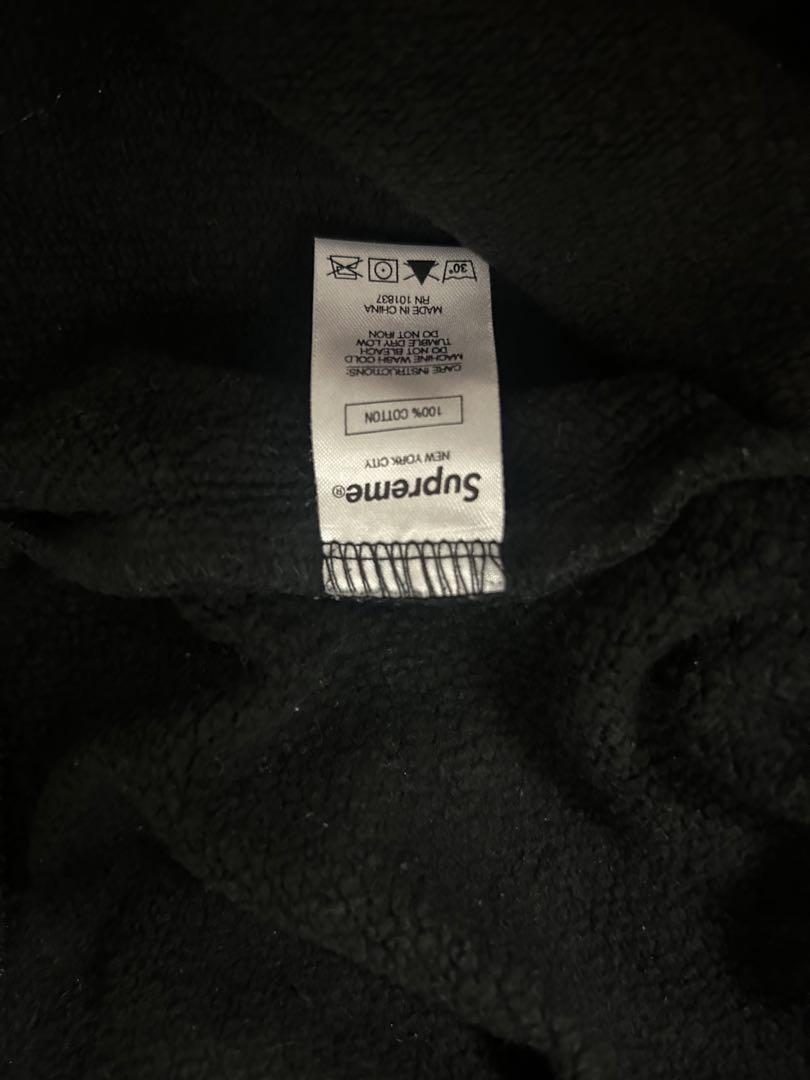 Supreme®
NEW YORK CITY
100% COTTON
CARE INSTRUCTIONS:
MACHINE WASH COLD
DO NOT BLEACH
TUMBLE DRY LOW
DO NOT IRON
MADE IN CHINA
RN 101837
30°